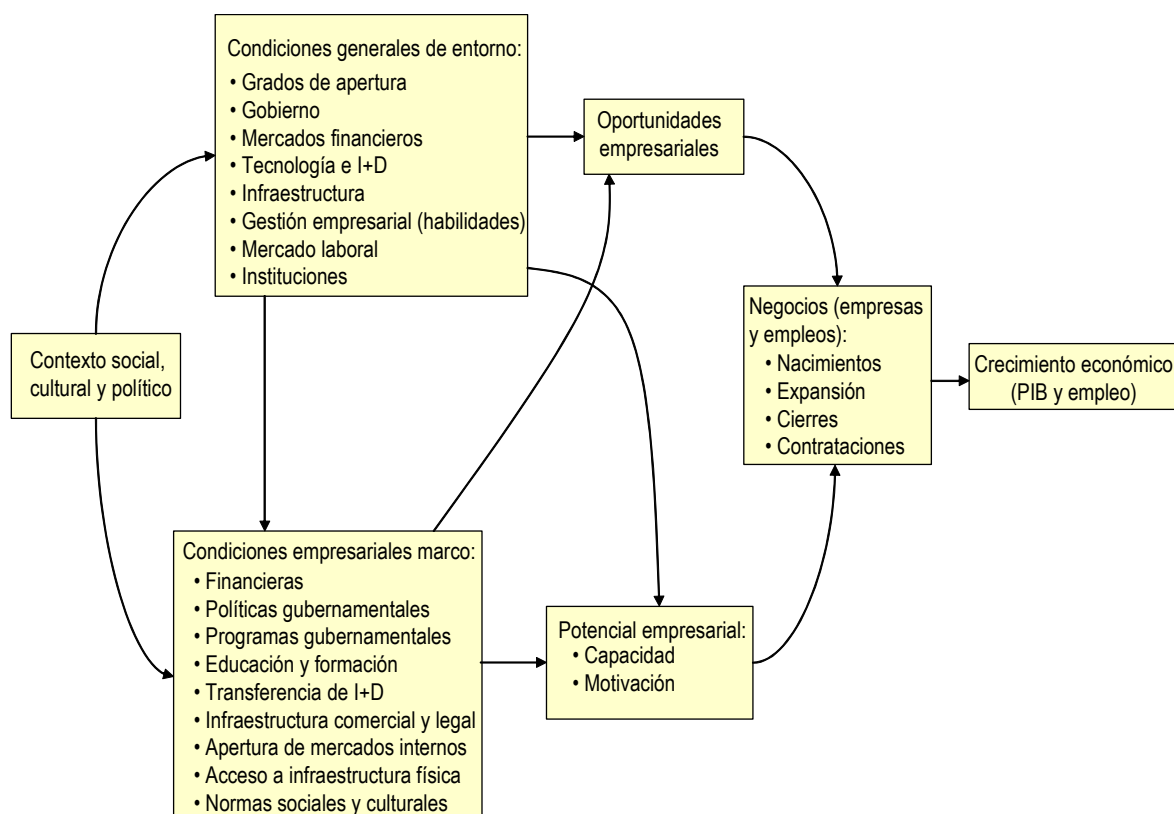 Condiciones generales de entorno:
• Grados de apertura
• Gobierno
• Mercados financieros
• Tecnología e I+D
• Infraestructura
• Gestión empresarial (habilidades)
• Mercado laboral
• Instituciones
Oportunidades
empresariales
Contexto social,
cultural y político
Negocios (empresas
y empleos):
• Nacimientos
• Expansión
• Cierres
• Contrataciones
Crecimiento económico
(PIB y empleo)
Condiciones empresariales marco:
• Financieras
• Políticas gubernamentales
• Programas gubernamentales
• Educación y formación
• Transferencia de I+D
• Infraestructura comercial y legal
• Apertura de mercados internos
• Acceso a infraestructura física
• Normas sociales y culturales
Potencial empresarial:
• Capacidad
• Motivación